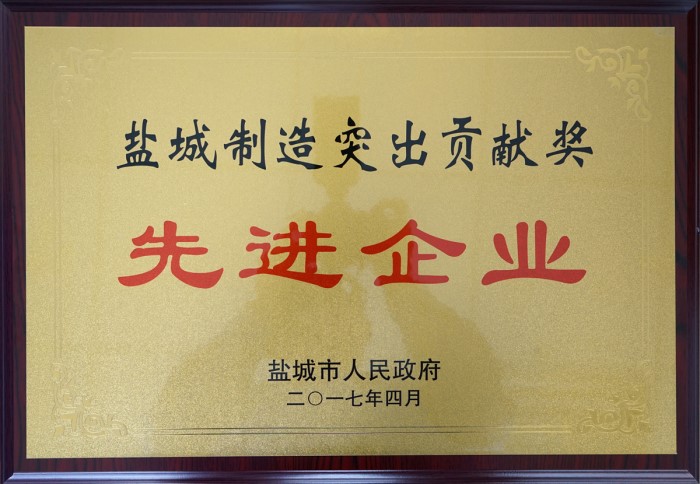 盐城制造突出贡献奖
先进企业
盐城市人民政府
二〇一七年四月